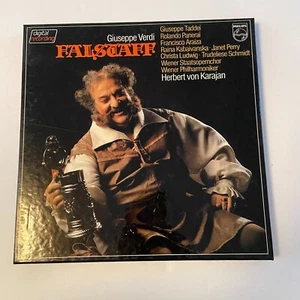 digital
recording
Giuseppe Verdi
FALSTAFF
Giuseppe Taddei
Rolando Panerai
Francisco Araiza
Raina Kabaivanska · Janet Perry
Christa Ludwig · Trudeliese Schmidt
Wiener Staatsopernchor
Wiener Philharmoniker
Herbert von Karajan
PHILIPS